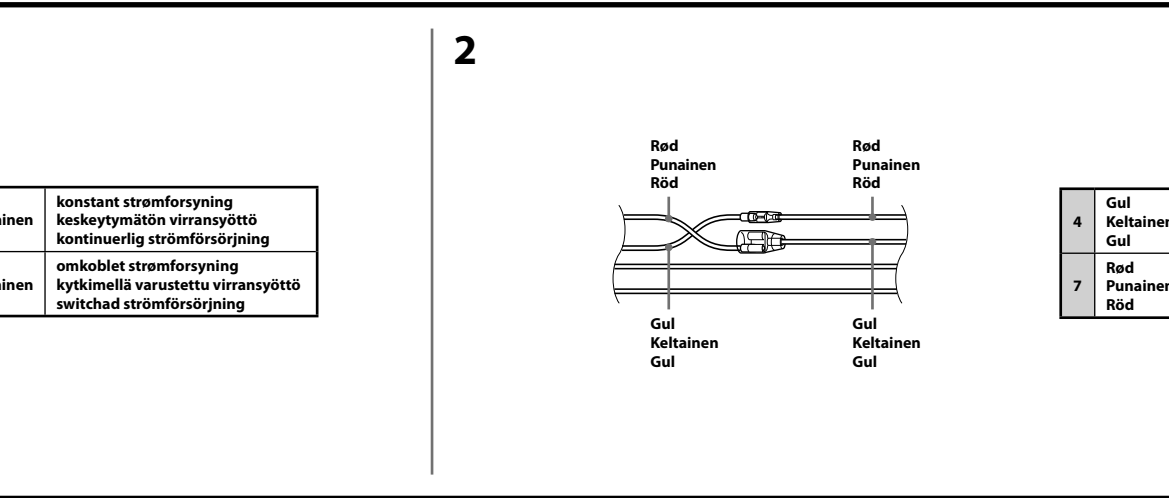 konstant strømforsyning
keskeytymätön virransyöttö
kontinuerlig strömförsörjning
omkoblet strømforsyning
kytkimellä varustettu virransyöttö
switchad strömförsörjning
2
Rød
Punainen
Röd
Rød
Punainen
Röd
Gul
Keltainen
Gul
Gul
Keltainen
Gul
4
Gul
Keltainen
Gul
7
Rød
Punainen
Röd